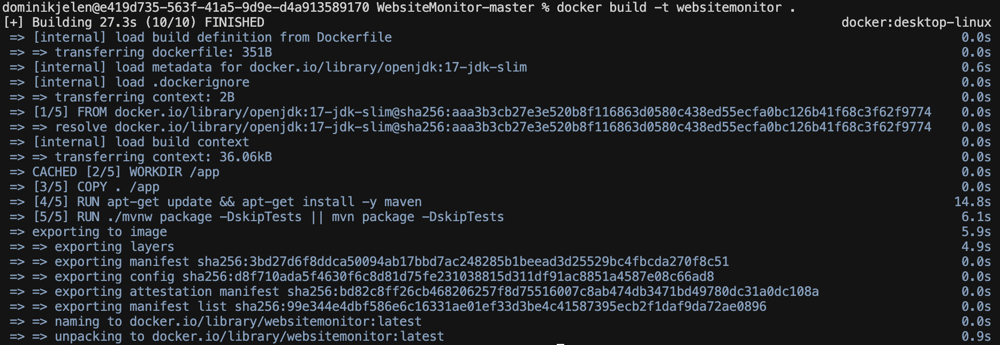 dominikjelen@e419d735-563f-41a5-9d9e-d4a913589170 WebsiteMonitor-master % docker build -t websitemonitor .
[+] Building 27.3s (10/10) FINISHED docker:desktop-linux
=> [internal] load build definition from Dockerfile 0.0s
=> => transferring dockerfile: 351B 0.0s
=> [internal] load metadata for docker.io/library/openjdk:17-jdk-slim 0.6s
=> [internal] load .dockerignore 0.0s
=> => transferring context: 2B 0.0s
=> [1/5] FROM docker.io/library/openjdk:17-jdk-slim@sha256:aaa3b3cb27e3e520b8f116863d0580c438ed55ecfa0bc126b41f68c3f62f9774 0.0s
=> => resolve docker.io/library/openjdk:17-jdk-slim@sha256:aaa3b3cb27e3e520b8f116863d0580c438ed55ecfa0bc126b41f68c3f62f9774 0.0s
=> [internal] load build context 0.0s
=> => transferring context: 36.06kB 0.0s
=> CACHED [2/5] WORKDIR /app 0.0s
=> [3/5] COPY . /app 0.0s
=> [4/5] RUN apt-get update && apt-get install -y maven 14.8s
=> [5/5] RUN ./mvnw package -DskipTests || mvn package -DskipTests 6.1s
=> exporting to image 5.9s
=> => exporting layers 4.9s
=> => exporting manifest sha256:3bd27d6f8ddca50094ab17bbd7ac248285b1beead3d25529bc4fbcda270f8c51 0.0s
=> => exporting config sha256:d8f710ada5f4630f6c8d81d75fe231038815d311df91ac8851a4587e08c66ad8 0.0s
=> => exporting attestation manifest sha256:bd82c8ff26cb468206257f8d75516007c8ab474db3471bd49780dc31a0dc108a 0.0s
=> => exporting manifest list sha256:99e344e4dbf586e6c16331ae01ef33d3be4c41587395ecb2f1daf9da72ae0896 0.0s
=> => naming to docker.io/library/websitemonitor:latest 0.0s
=> => unpacking to docker.io/library/websitemonitor:latest 0.9s